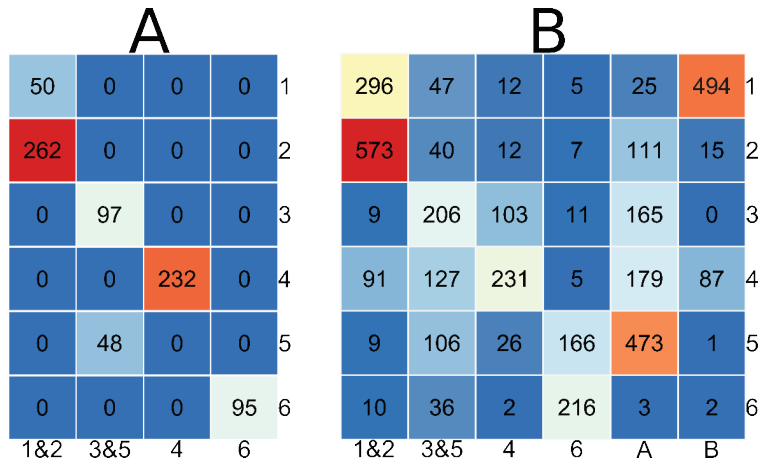 A B
50 0 0 0 1 296 47 12 5 25 494 1
262 0 0 0 2 573 40 12 7 111 15 2
0 97 0 0 3 9 206 103 11 165 0 3
0 0 232 0 4 91 127 231 5 179 87 4
0 48 0 0 5 9 106 26 166 473 1 5
0 0 0 95 6 10 36 2 216 3 2 6
1&2 3&5 4 6 1&2 3&5 4 6 A B